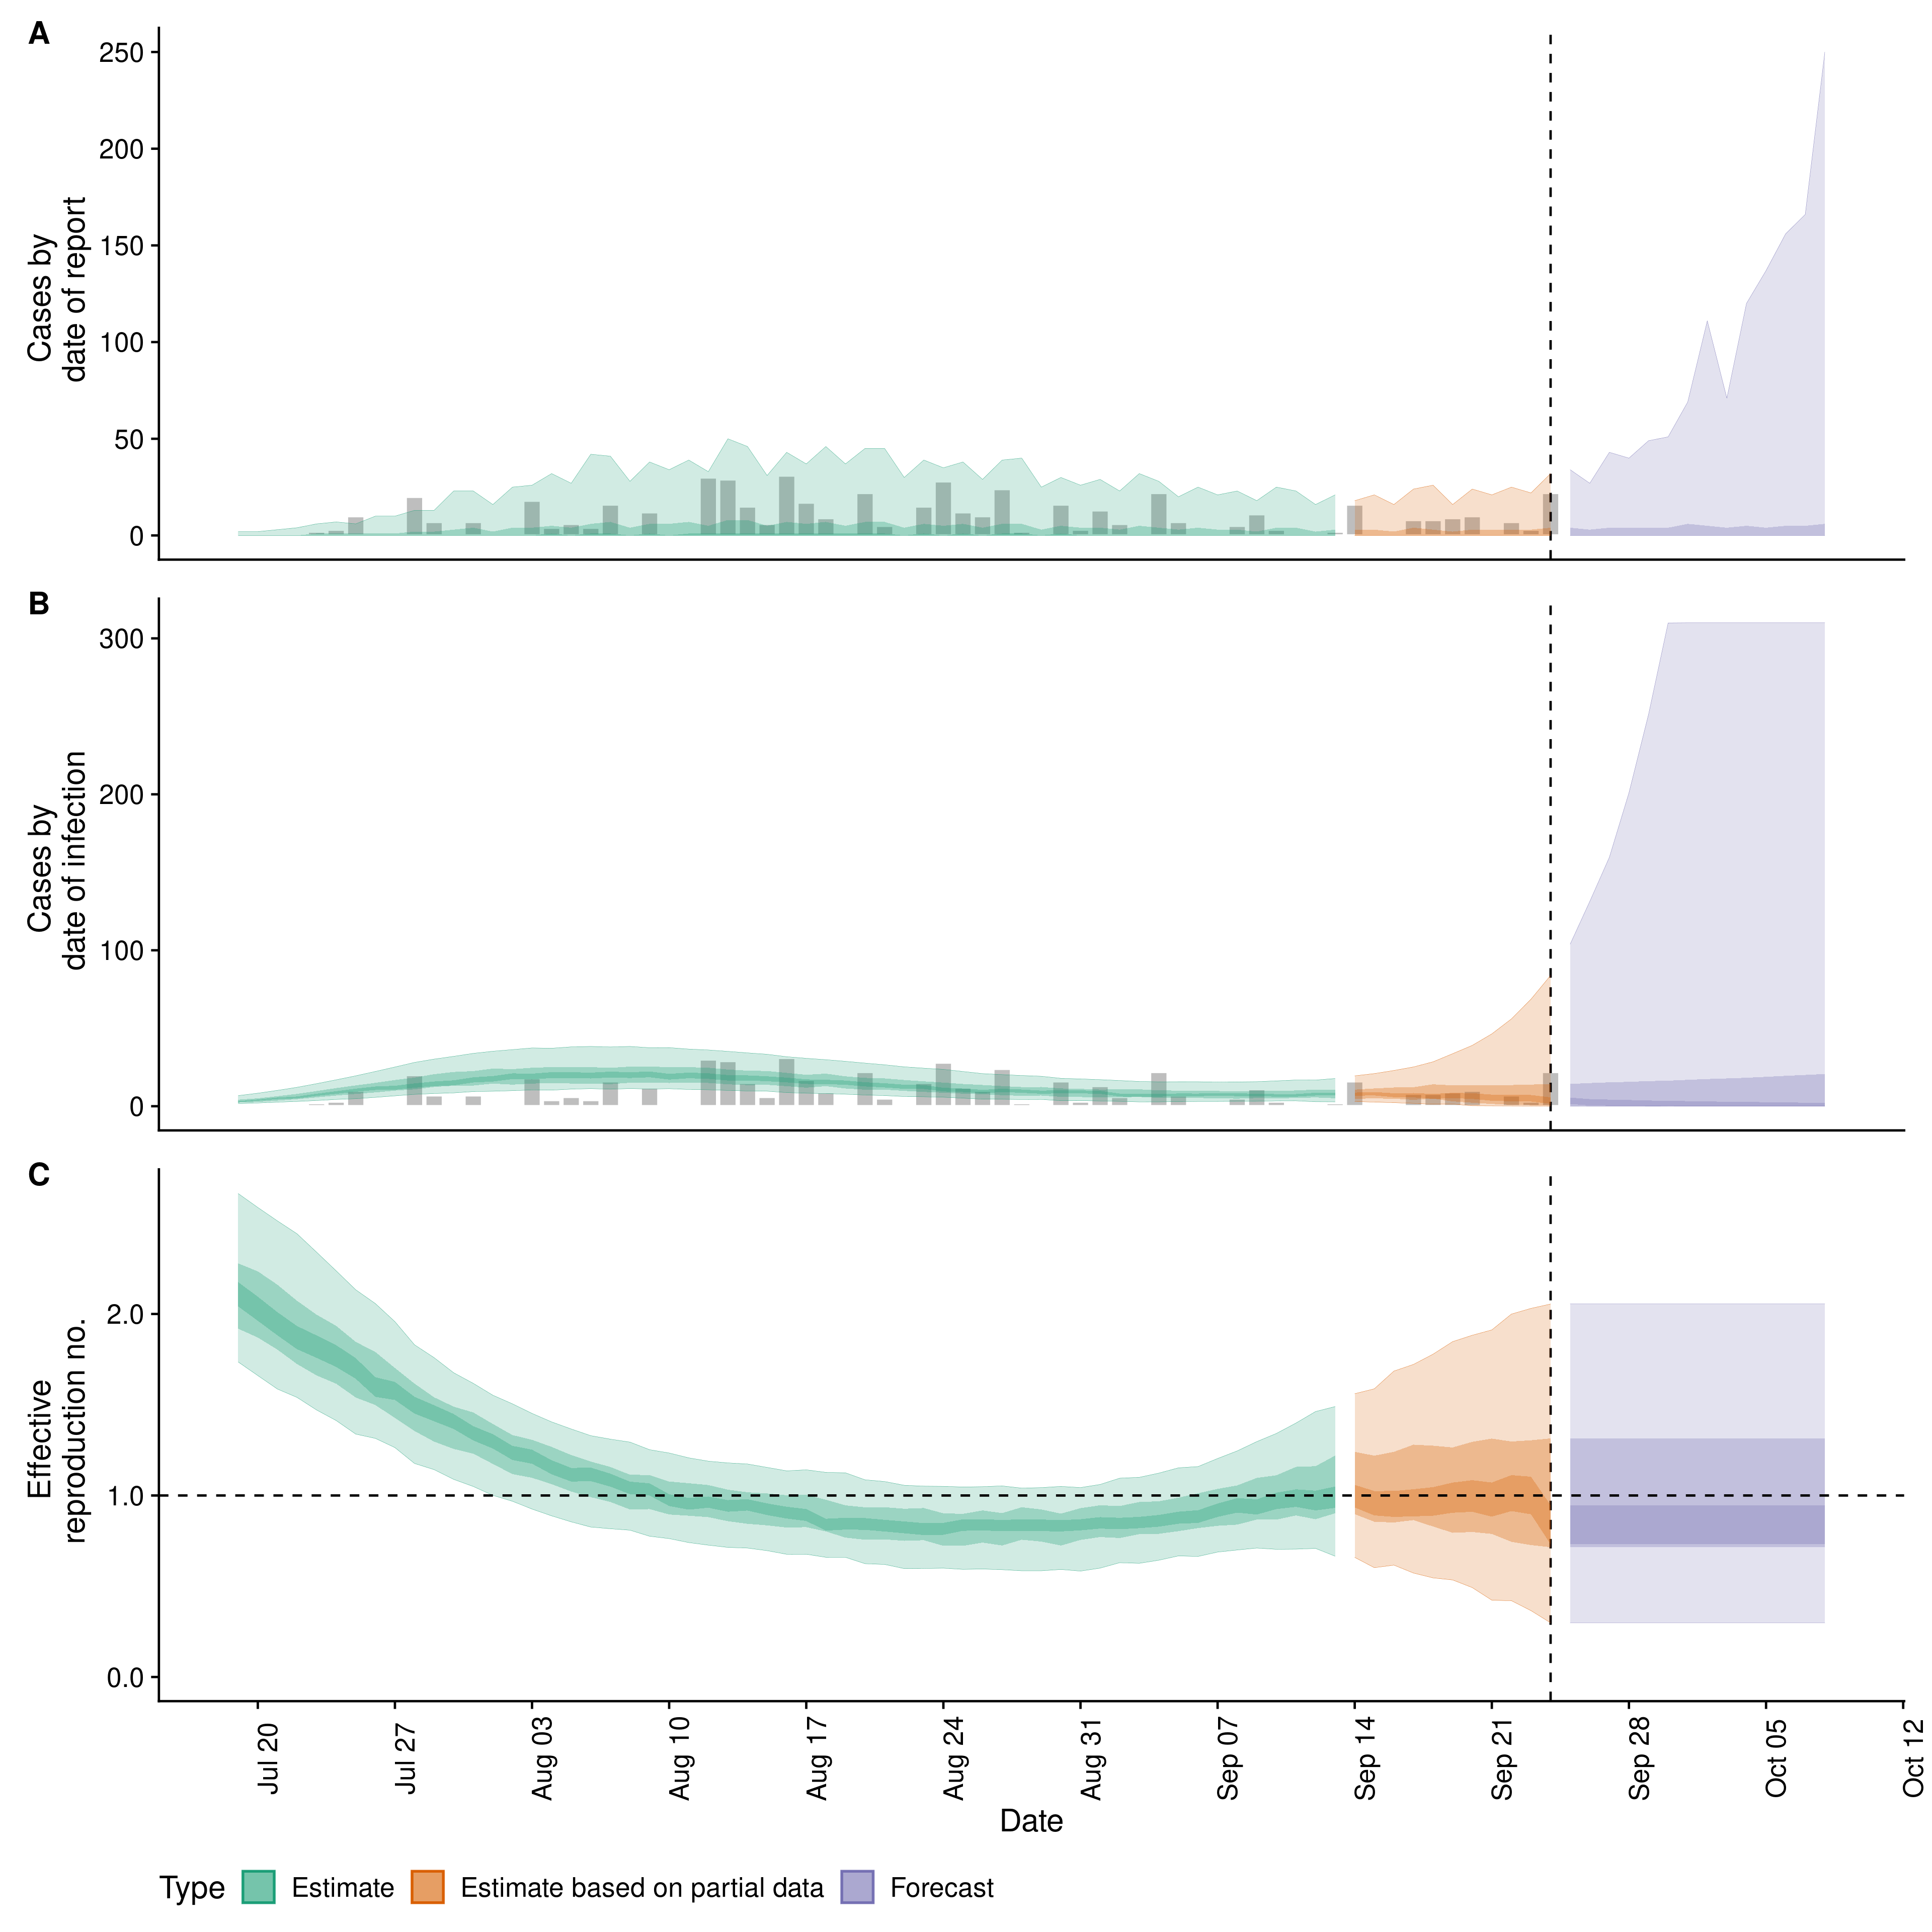 A
250
200
150
100
50
0
Cases by
date of report
B
300
200
100
0
Cases by
date of infection
C
2.0
1.0
0.0
Effective
reproduction no.
Jul 20
Jul 27
Aug 03
Aug 10
Aug 17
Aug 24
Aug 31
Sep 07
Sep 14
Sep 21
Sep 28
Oct 05
Oct 12
Date
Type Estimate Estimate based on partial data Forecast